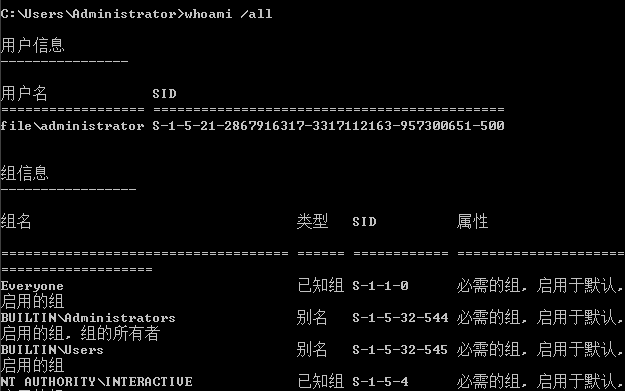 C:\Users\Administrator>whoami /all
用户信息
----------------
用户名 SID
================== ============================================
file\administrator S-1-5-21-2867916317-3317112163-957300651-500
组信息
-----------------
组名 类型 SID 属性
==================================== ====== ============ =====================
===================
Everyone 已知组 S-1-1-0 必需的组, 启用于默认,
启用的组
BUILTIN\Administrators 别名 S-1-5-32-544 必需的组, 启用于默认,
启用的组, 组的所有者
BUILTIN\Users 别名 S-1-5-32-545 必需的组, 启用于默认,
启用的组
NT AUTHORITY\INTERACTIVE 已知组 S-1-5-4 必需的组, 启用于默认,